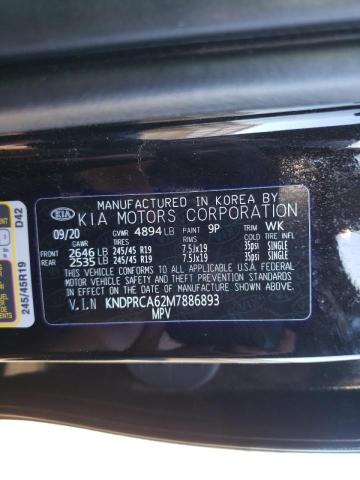 MANUFACTURED IN KOREA BY
KIA KIA MOTORS CORPORATION
09/20 GVWR 4894 LB PAINT 9P TRIM WK
GAWR TIRES RIMS COLD TIRE INFL.
FRONT 2646 LB 245/45 R19 7.5Jx19 35psi SINGLE
REAR 2535 LB 245/45 R19 7.5Jx19 35psi SINGLE
THIS VEHICLE CONFORMS TO ALL APPLICABLE U.S.A. FEDERAL
MOTOR VEHICLE SAFETY AND THEFT PREVENTION STANDARDS
IN EFFECT ON THE DATE OF MANUFACTURE SHOWN ABOVE.
V.I.N KNDPRCA62M7886893
MPV
D42
245/45R19